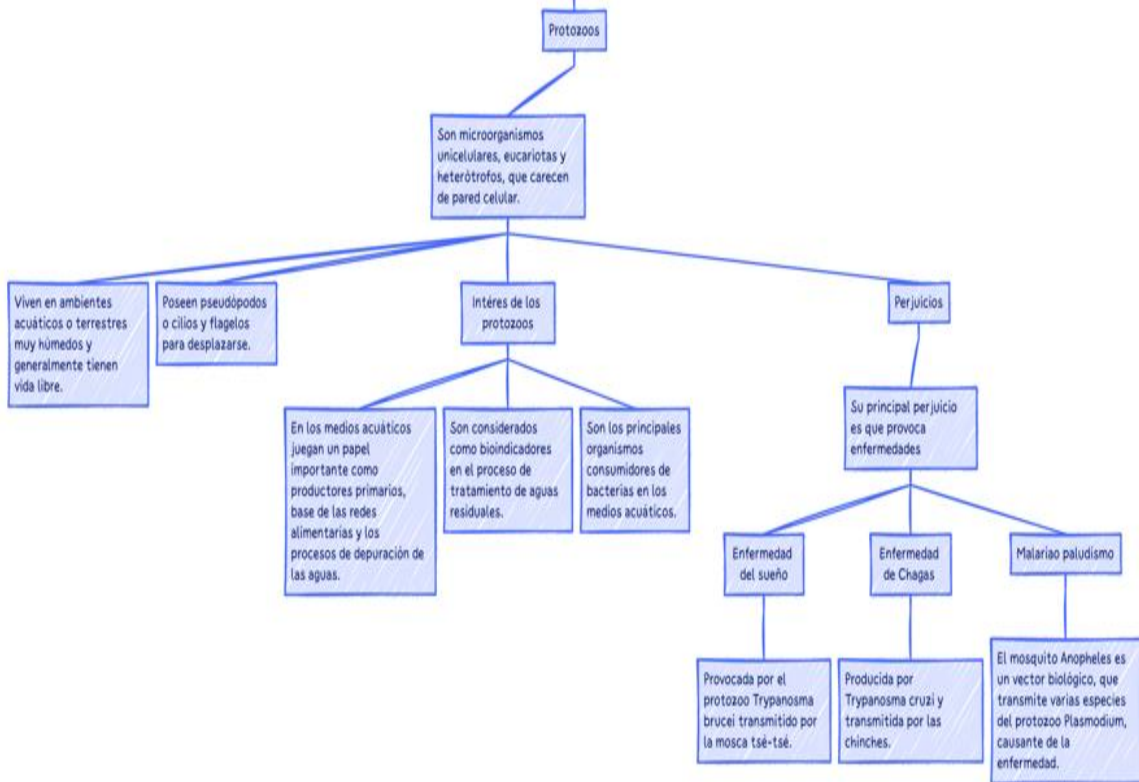 Protozoos
Son microorganismos
unicelulares, eucariotas y
heterótrofos, que carecen
de pared celular.
Viven en ambientes
acuáticos o terrestres
muy húmedos y
generalmente tienen
vida libre.
Poseen pseudópodos
o cilios y flagelos
para desplazarse.
Intéres de los
protozoos
Perjuicios
En los medios acuáticos
juegan un papel
importante como
productores primarios,
base de las redes
alimentarias y los
procesos de depuración de
las aguas.
Son considerados
como bioindicadores
en el proceso de
tratamiento de aguas
residuales.
Son los principales
organismos
consumidores de
bacterias en los
medios acuáticos.
Su principal perjuicio
es que provoca
enfermedades
Enfermedad
del sueño
Enfermedad
de Chagas
Malariao paludismo
Provocada por el
protozoo Trypanosma
brucei transmitido por
la mosca tsé-tsé.
Producida por
Trypanosma cruzi y
transmitida por las
chinches.
El mosquito Anopheles es
un vector biológico, que
transmite varias especies
del protozoo Plasmodium,
causante de la
enfermedad.